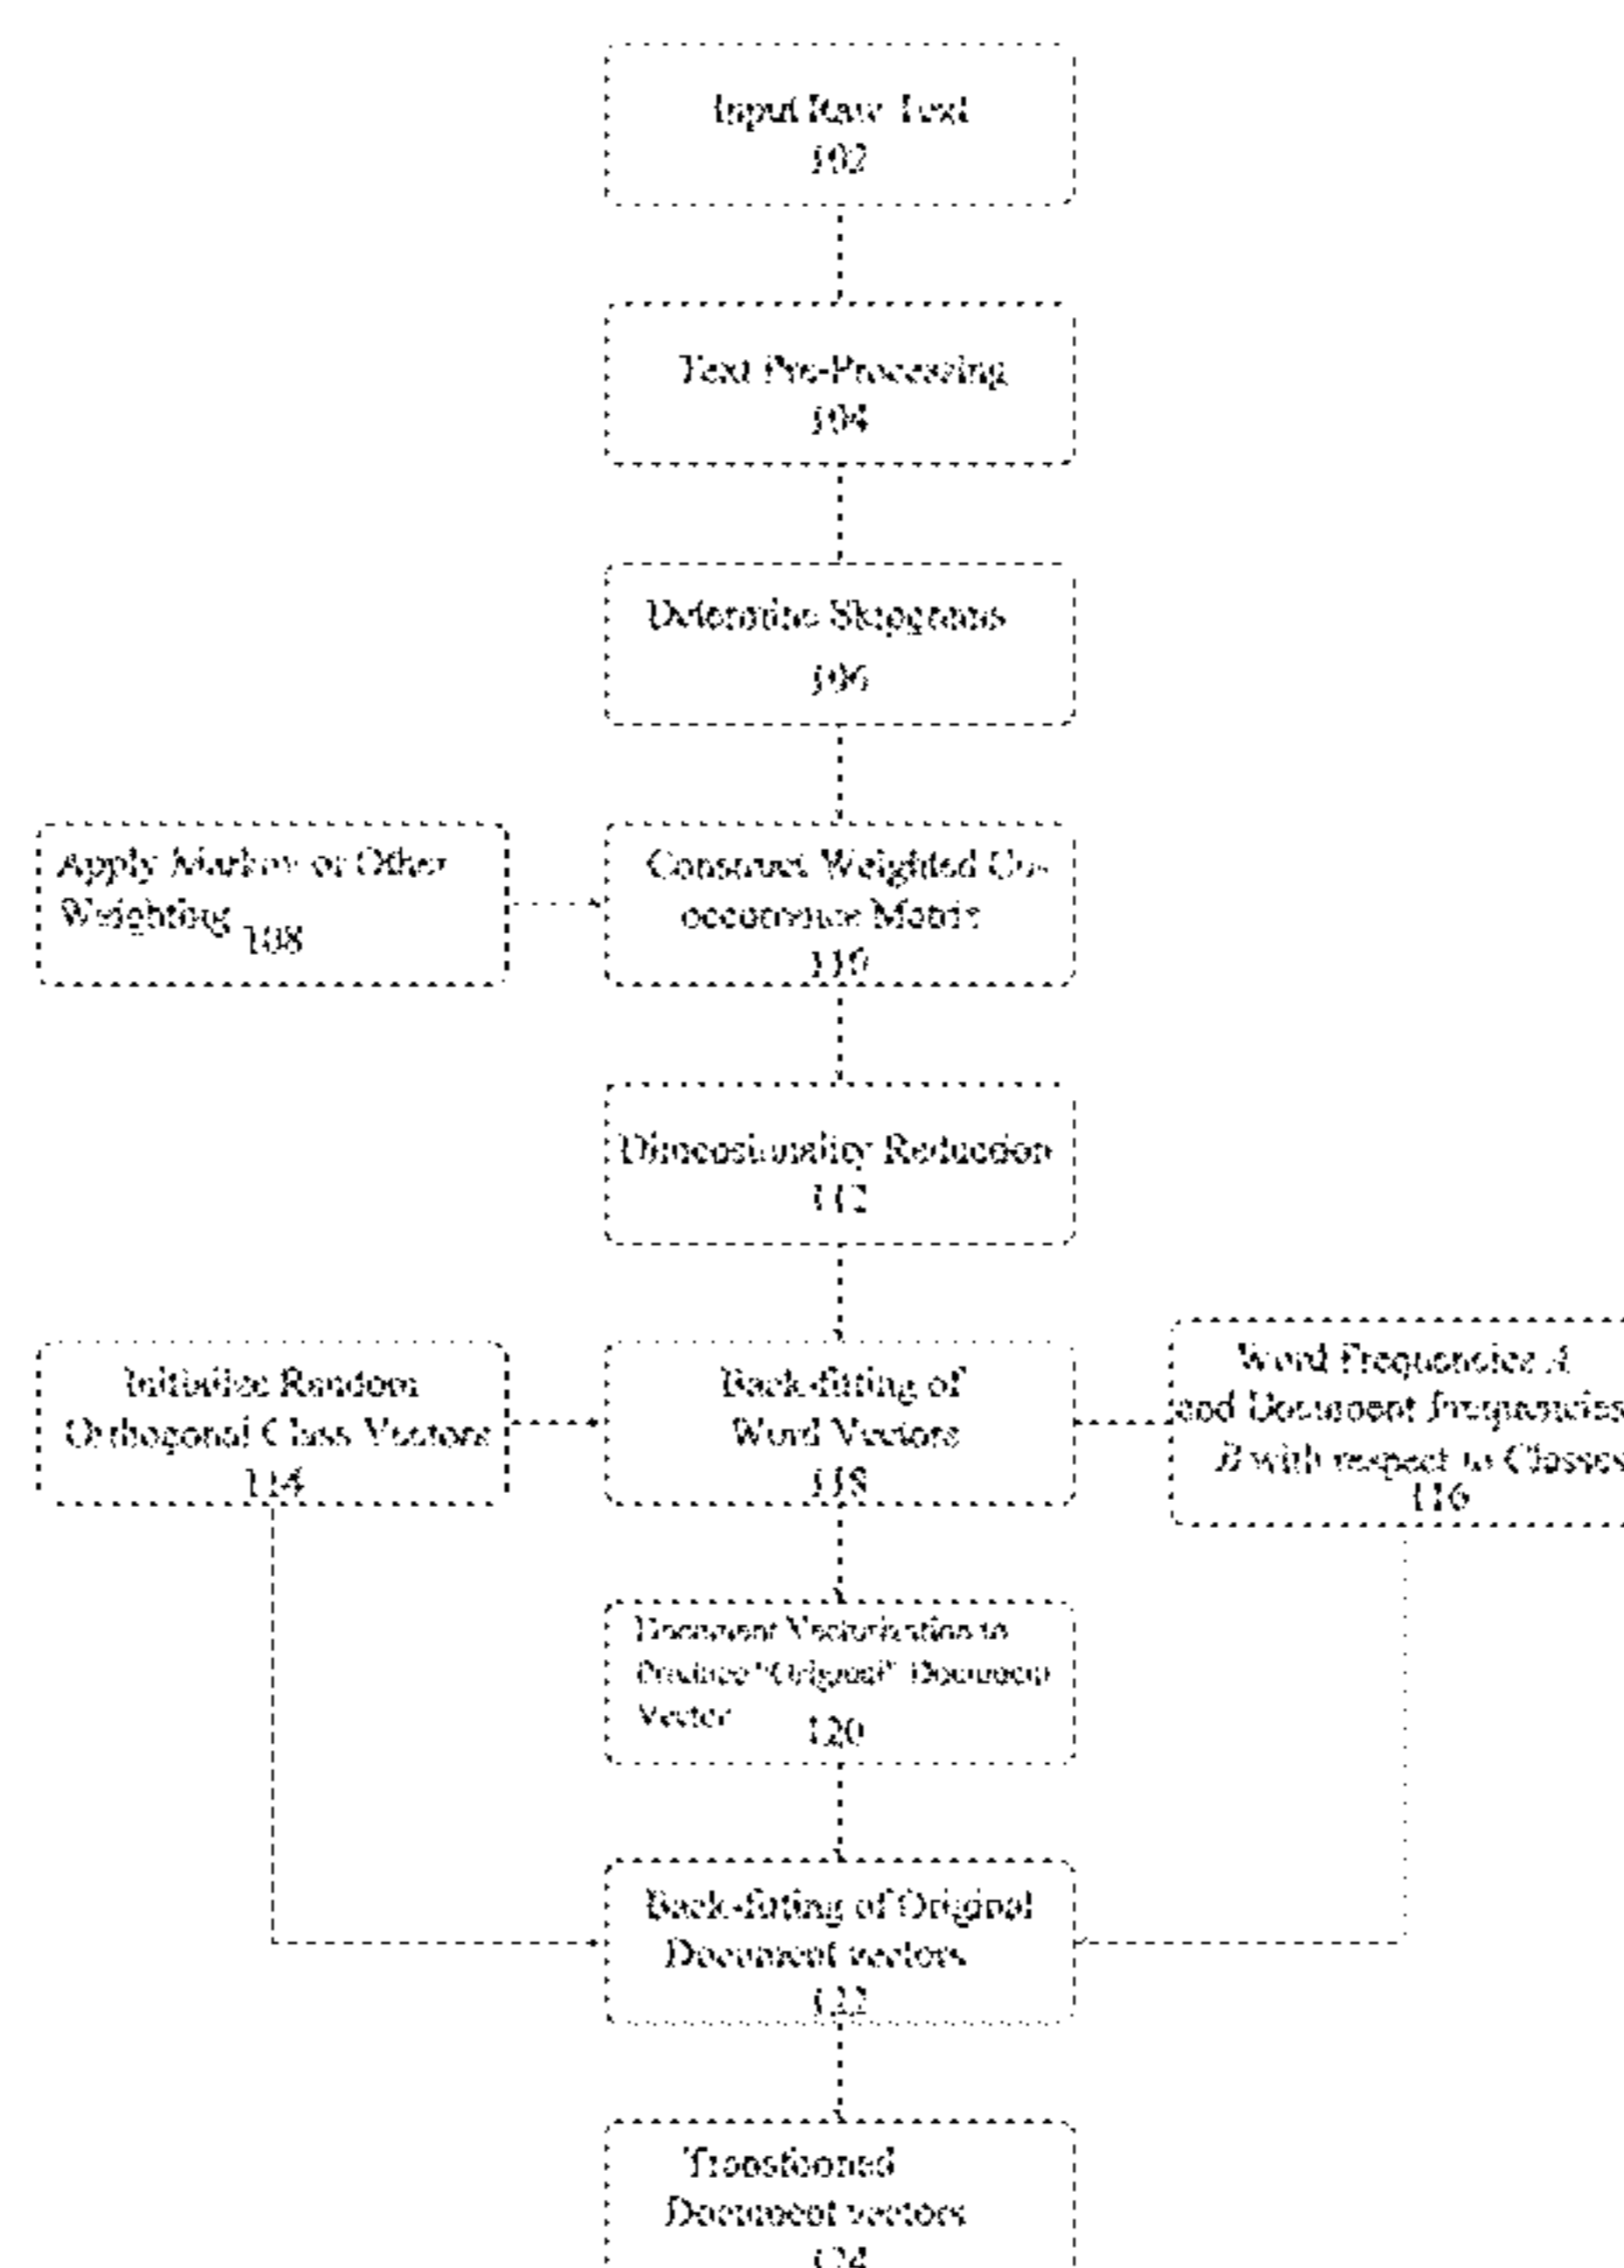 Input Raw Text
102
Text Pre-Processing
104
Determine Skipgrams
106
Apply Markov or Other
Weighting 108
Construct Weighted Co-
occurrence Matrix
110
Dimensionality Reduction
112
Initialize Random
Orthogonal Class Vectors
114
Back-fitting of
Word Vectors
118
Word Frequencies A
and Document frequencies
B with respect to Classes
116
Document Vectorization to
Produce "Original" Document
Vector 120
Back-fitting of Original
Document vectors
122
Transformed
Document vectors
124